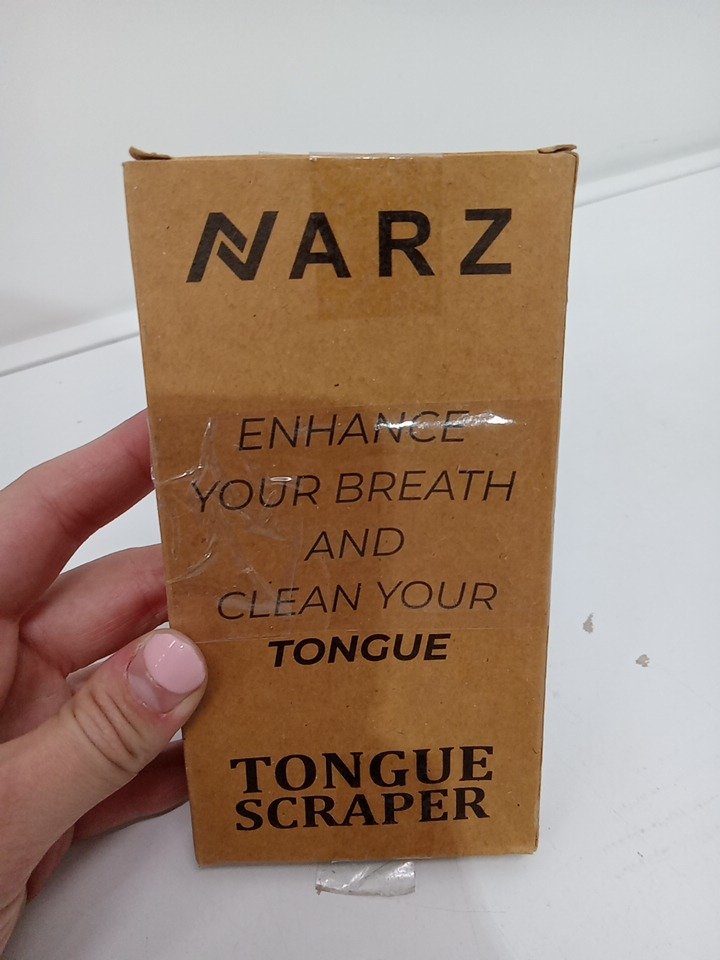 NARZ
ENHANCE
YOUR BREATH
AND
CLEAN YOUR
TONGUE
TONGUE
SCRAPER